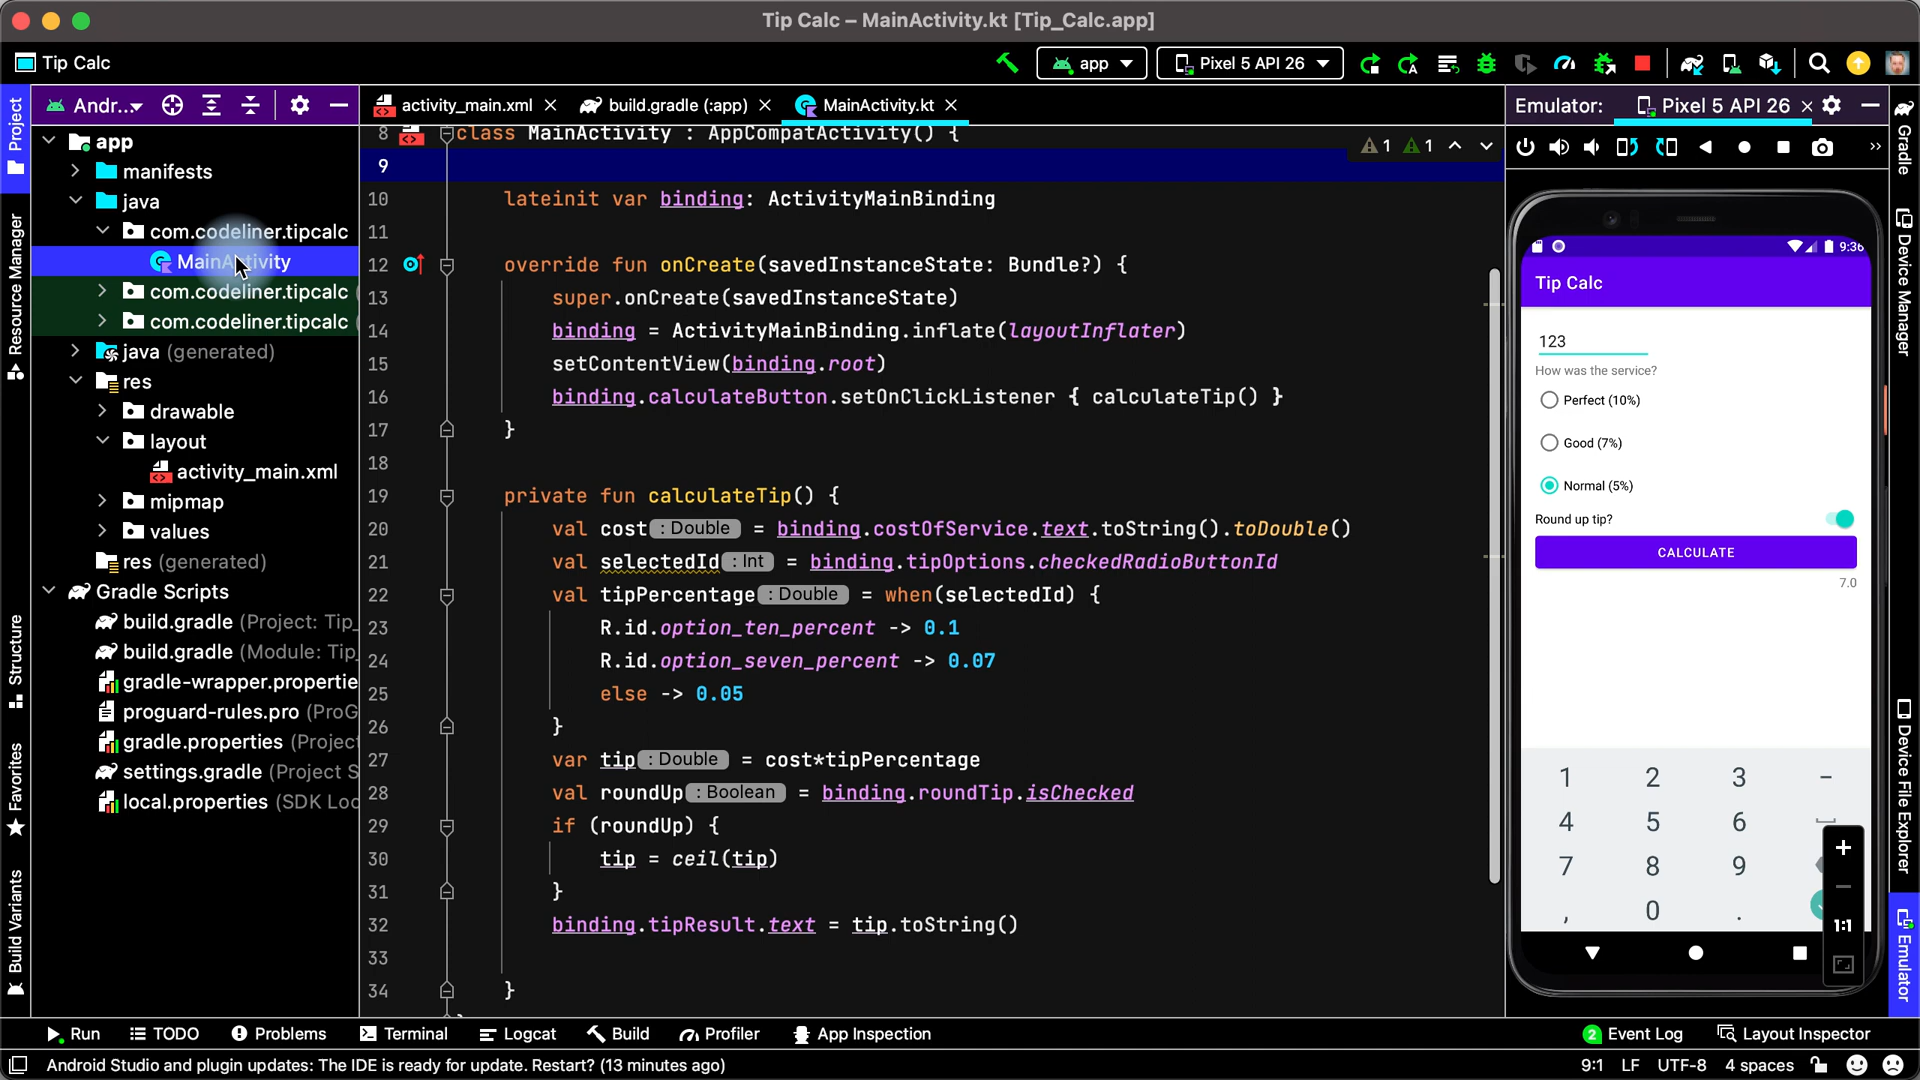 Tip Calc – MainActivity.kt [Tip_Calc.app]
Tip Calc
app
Pixel 5 API 26
Project
Andr...
activity_main.xml
build.gradle (:app)
MainActivity.kt
Emulator:
Pixel 5 API 26
Gradle
app
manifests
java
com.codeliner.tipcalc
MainActivity
com.codeliner.tipcalc (
com.codeliner.tipcalc (
java (generated)
res
drawable
layout
activity_main.xml
mipmap
values
res (generated)
Gradle Scripts
build.gradle (Project: Tip_
build.gradle (Module: Tip_
gradle-wrapper.propertie
proguard-rules.pro (ProG
gradle.properties (Project
settings.gradle (Project S
local.properties (SDK Loc
Resource Manager
Structure
Favorites
Build Variants
1 1
8 class MainActivity : AppCompatActivity() {
9
10 lateinit var binding: ActivityMainBinding
11
12 override fun onCreate(savedInstanceState: Bundle?) {
13 super.onCreate(savedInstanceState)
14 binding = ActivityMainBinding.inflate(layoutInflater)
15 setContentView(binding.root)
16 binding.calculateButton.setOnClickListener { calculateTip() }
17 }
18
19 private fun calculateTip() {
20 val cost : Double = binding.costOfService.text.toString().toDouble()
21 val selectedId : Int = binding.tipOptions.checkedRadioButtonId
22 val tipPercentage : Double = when(selectedId) {
23 R.id.option_ten_percent -> 0.1
24 R.id.option_seven_percent -> 0.07
25 else -> 0.05
26 }
27 var tip : Double = cost*tipPercentage
28 val roundUp : Boolean = binding.roundTip.isChecked
29 if (roundUp) {
30 tip = ceil(tip)
31 }
32 binding.tipResult.text = tip.toString()
33
34 }
9:36
Tip Calc
123
How was the service?
Perfect (10%)
Good (7%)
Normal (5%)
Round up tip?
CALCULATE
7.0
1 2 3 –
4 5 6
7 8 9
, 0 .
+
–
1:1
Device Manager
Device File Explorer
Emulator
Run
TODO
Problems
Terminal
Logcat
Build
Profiler
App Inspection
2 Event Log
Layout Inspector
Android Studio and plugin updates: The IDE is ready for update. Restart? (13 minutes ago)
9:1 LF UTF-8 4 spaces